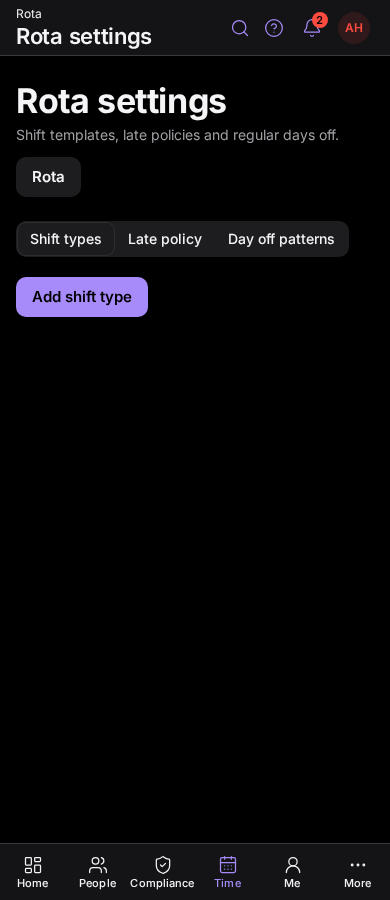 Rota
Rota settings
2
AH
Rota settings
Shift templates, late policies and regular days off.
Rota
Shift types Late policy Day off patterns
Add shift type
Home People Compliance Time Me More